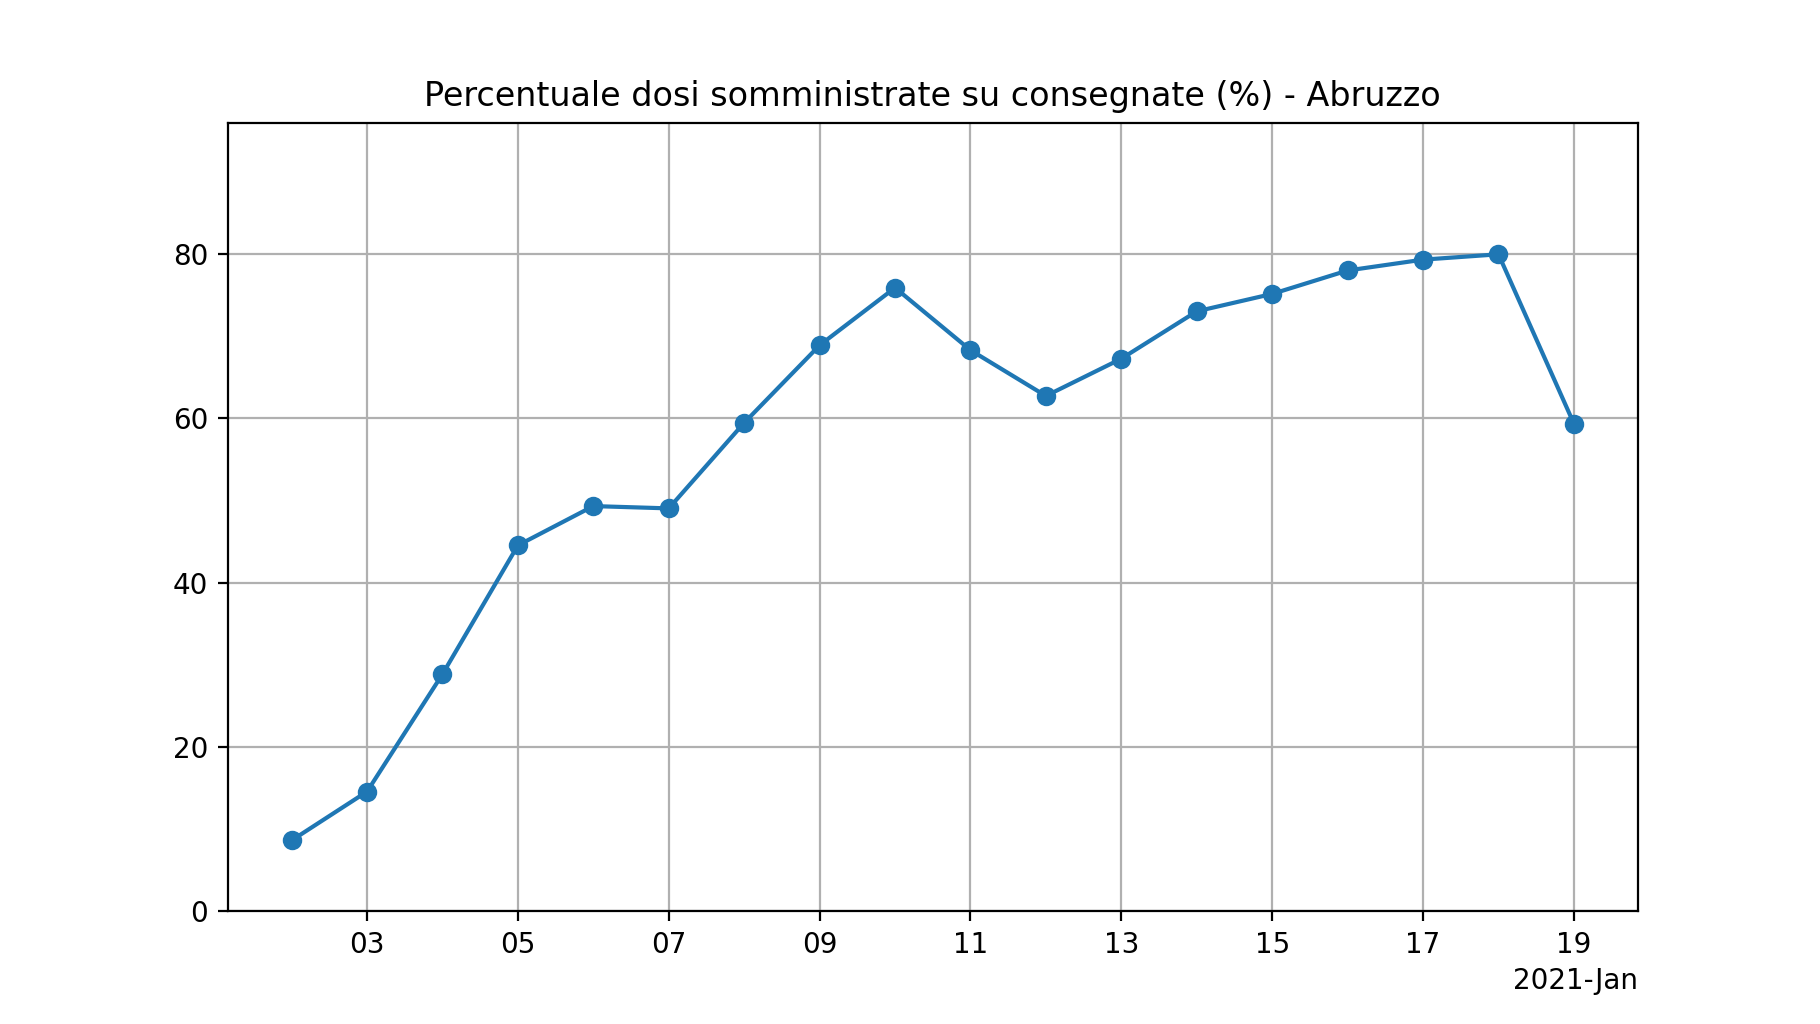 Percentuale dosi somministrate su consegnate (%) - Abruzzo
80
60
40
20
0
03 05 07 09 11 13 15 17 19
2021-Jan